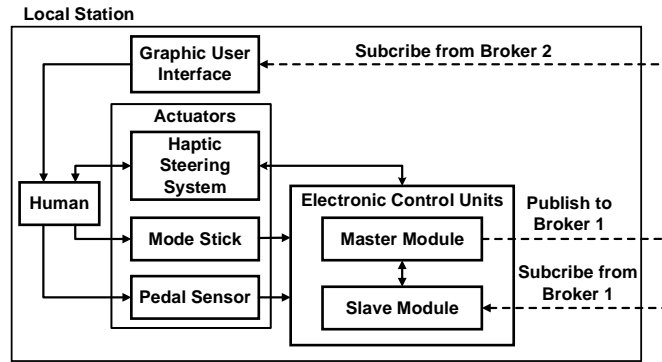 Local Station
Graphic User
Interface
Subcribe from Broker 2
Actuators
Haptic
Steering
System
Human
Electronic Control Units
Publish to
Broker 1
Mode Stick
Master Module
Subcribe from
Broker 1
Pedal Sensor
Slave Module